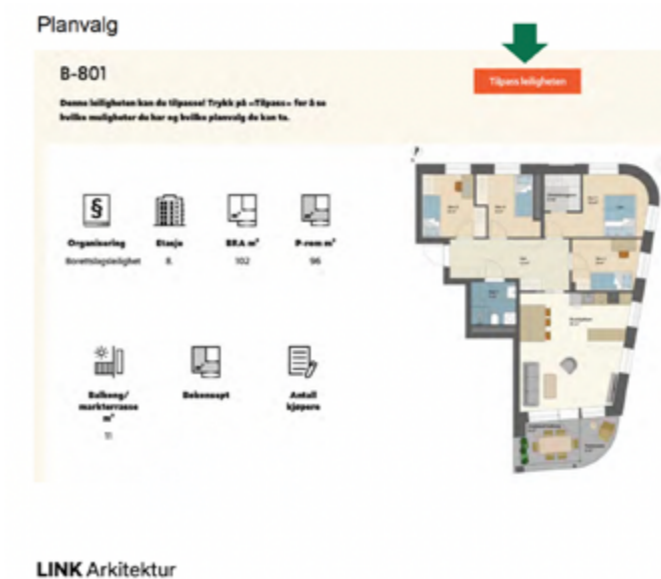 Planvalg
B-801
Tilpass leiligheten
Denne leiligheten kan du tilpasse! Trykk på «Tilpass» for å se
hvilke muligheter du har og hvilke planvalg du kan ta.
§
Organisering
Etasje
BRA m²
P-rom m²
Borettslagsleilighet
8.
102
96
Balkong/
markterrasse
m²
Bokonsept
Antall
kjøpere
11
LINK Arkitektur